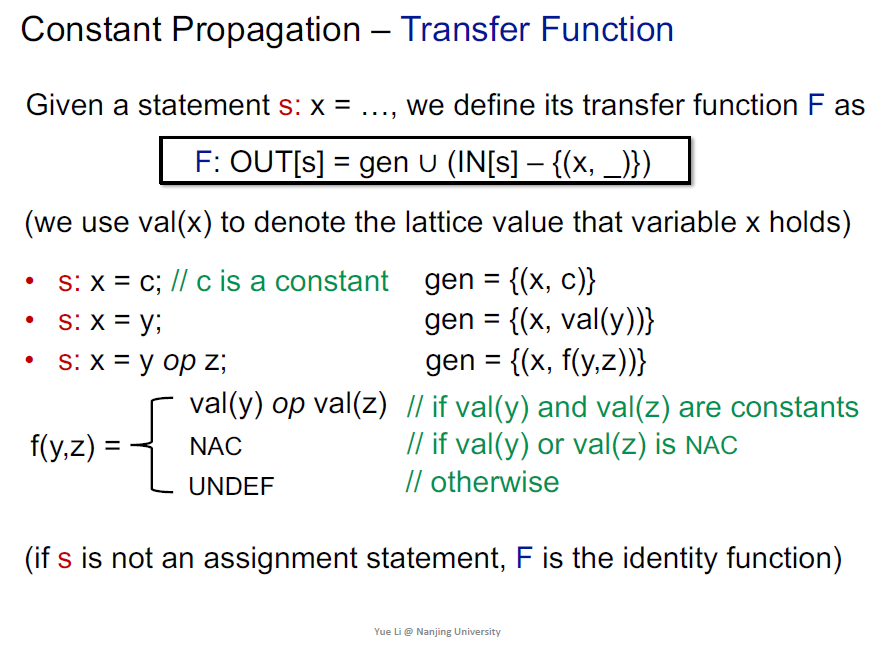 Constant Propagation – Transfer Function
Given a statement s: x = …, we define its transfer function F as
F: OUT[s] = gen ∪ (IN[s] – {(x, _)})
(we use val(x) to denote the lattice value that variable x holds)
• s: x = c; // c is a constant gen = {(x, c)}
• s: x = y; gen = {(x, val(y))}
• s: x = y op z; gen = {(x, f(y,z))}
val(y) op val(z) // if val(y) and val(z) are constants
f(y,z) = NAC // if val(y) or val(z) is NAC
UNDEF // otherwise
(if s is not an assignment statement, F is the identity function)
Yue Li @ Nanjing University